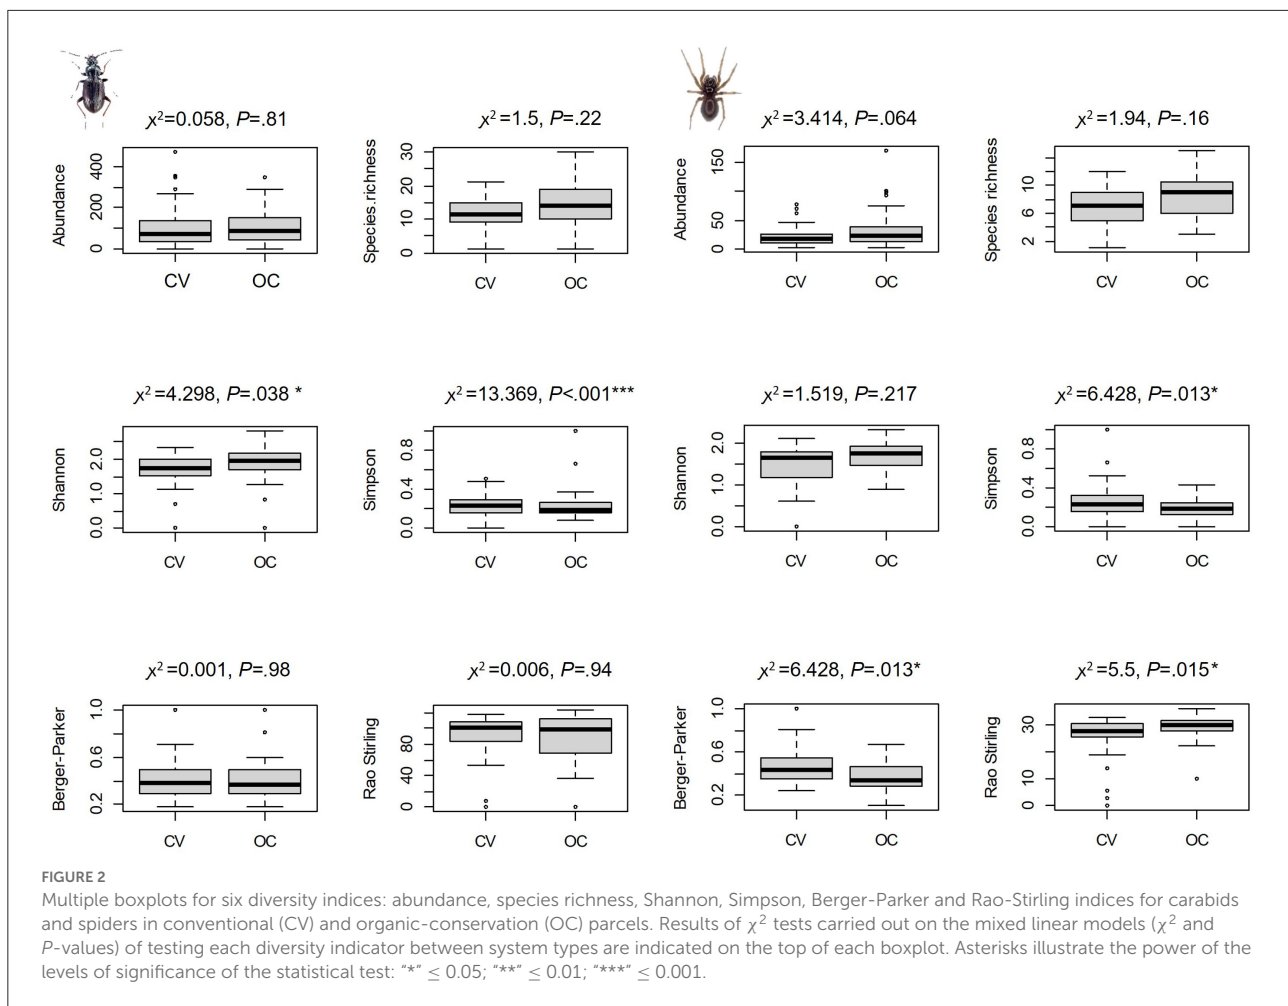 χ²=0.058, P=.81
Abundance
0 200 400
CV OC
χ²=1.5, P=.22
Species.richness
0 10 20 30
CV OC
χ²=3.414, P=.064
Abundance
0 50 150
CV OC
χ²=1.94, P=.16
Species richness
2 6 10
CV OC
χ²=4.298, P=.038 *
Shannon
0.0 1.0 2.0
CV OC
χ²=13.369, P<.001***
Simpson
0.0 0.4 0.8
CV OC
χ²=1.519, P=.217
Shannon
0.0 1.0 2.0
CV OC
χ²=6.428, P=.013*
Simpson
0.0 0.4 0.8
CV OC
χ²=0.001, P=.98
Berger-Parker
0.2 0.6 1.0
CV OC
χ²=0.006, P=.94
Rao Stirling
0 40 80
CV OC
χ²=6.428, P=.013*
Berger-Parker
0.2 0.6 1.0
CV OC
χ²=5.5, P=.015*
Rao Stirling
0 10 30
CV OC
FIGURE 2
Multiple boxplots for six diversity indices: abundance, species richness, Shannon, Simpson, Berger-Parker and Rao-Stirling indices for carabids
and spiders in conventional (CV) and organic-conservation (OC) parcels. Results of χ² tests carried out on the mixed linear models (χ² and
P-values) of testing each diversity indicator between system types are indicated on the top of each boxplot. Asterisks illustrate the power of the
levels of significance of the statistical test: "*" ≤ 0.05; "**" ≤ 0.01; "***" ≤ 0.001.